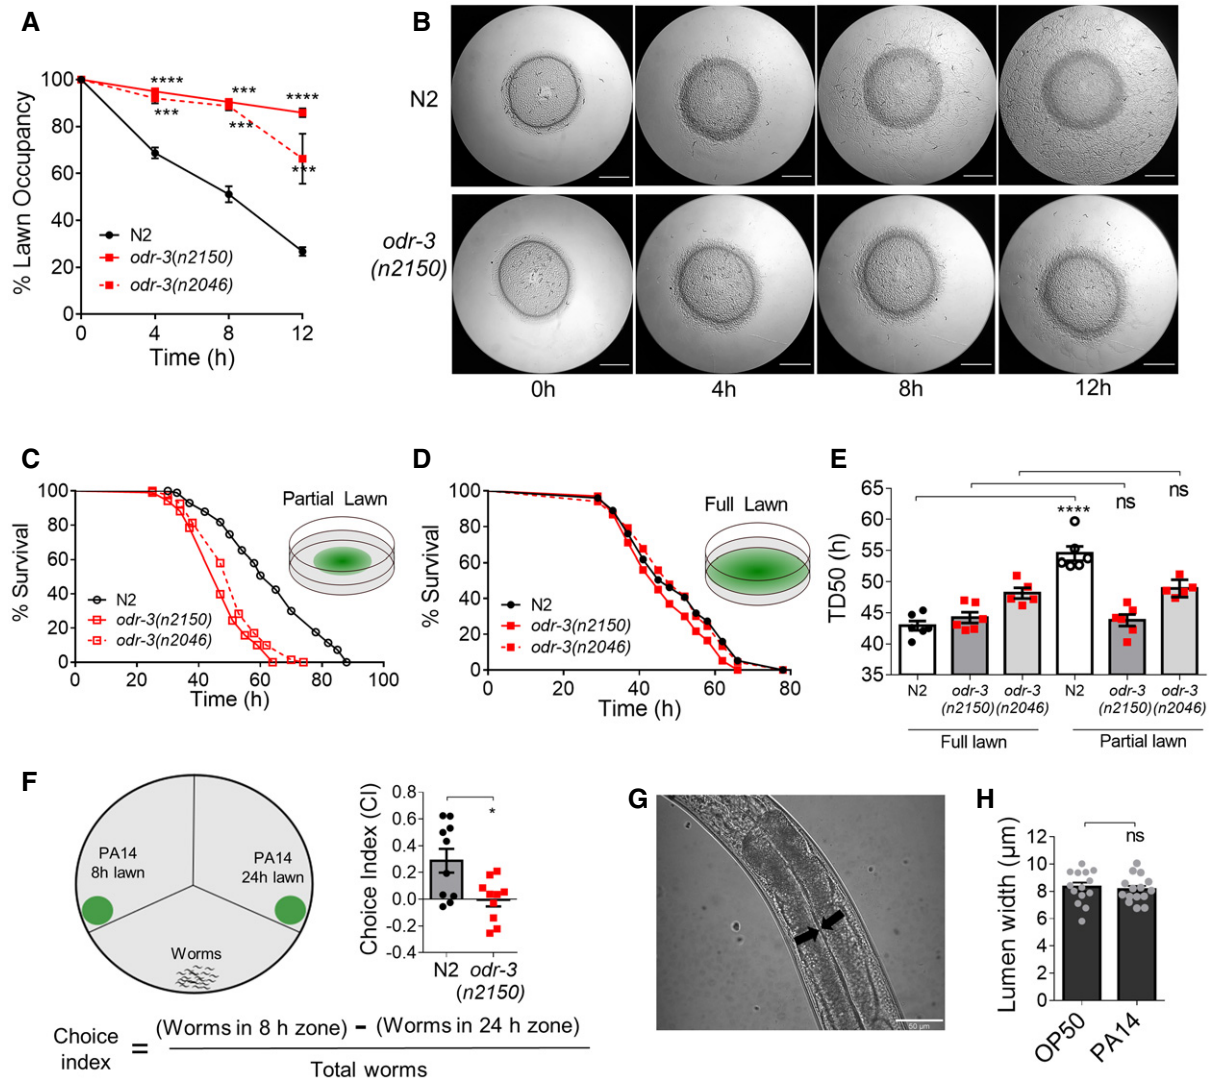 A
100
80
60
40
20
0
% Lawn Occupancy
****
***
****
***
***
***
N2
odr-3(n2150)
odr-3(n2046)
0
4
8
12
Time (h)
B
N2
odr-3
(n2150)
0h
4h
8h
12h
C
100
80
60
40
20
0
% Survival
Partial Lawn
N2
odr-3(n2150)
odr-3(n2046)
0
20
40
60
80
100
Time (h)
D
100
80
60
40
20
0
% Survival
Full Lawn
N2
odr-3(n2150)
odr-3(n2046)
0
20
40
60
80
Time (h)
E
65
60
55
50
45
40
35
TD50 (h)
****
ns
ns
N2
odr-3
(n2150)
odr-3
(n2046)
N2
odr-3
(n2150)
odr-3
(n2046)
Full lawn
Partial lawn
F
PA14
8h lawn
PA14
24h lawn
Worms
Choice Index (CI)
0.8
0.6
0.4
0.2
0.0
-0.2
-0.4
*
N2
odr-3
(n2150)
Choice
index
=
(Worms in 8 h zone) - (Worms in 24 h zone)
Total worms
G
50 µm
H
Lumen width (µm)
12
10
8
6
4
2
0
ns
OP50
PA14